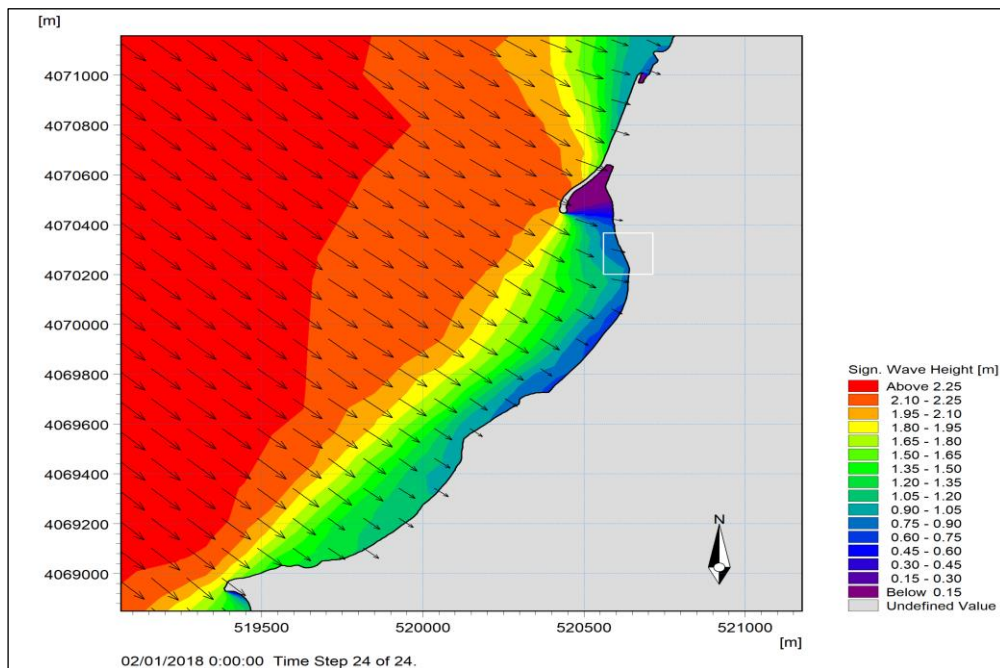 [m]
4071000
4070800
4070600
4070400
4070200
4070000
4069800
4069600
4069400
4069200
4069000
519500 520000 520500 521000
[m]
N
Sign. Wave Height [m]
Above 2.25
2.10 - 2.25
1.95 - 2.10
1.80 - 1.95
1.65 - 1.80
1.50 - 1.65
1.35 - 1.50
1.20 - 1.35
1.05 - 1.20
0.90 - 1.05
0.75 - 0.90
0.60 - 0.75
0.45 - 0.60
0.30 - 0.45
0.15 - 0.30
Below 0.15
Undefined Value
02/01/2018 0:00:00 Time Step 24 of 24.